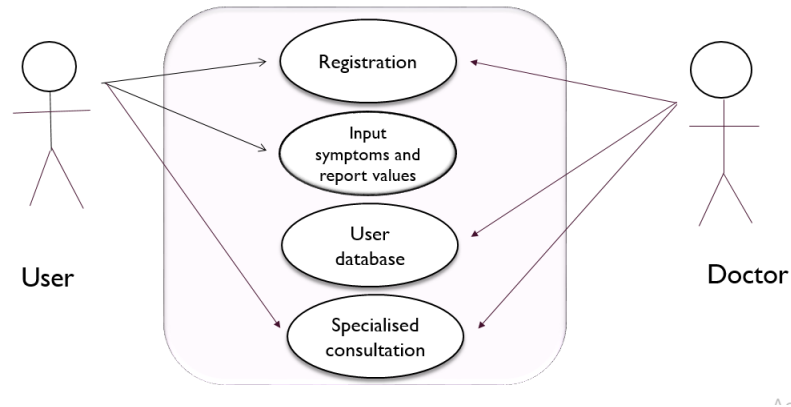 Registration
Input
symptoms and
report values
User
database
Specialised
consultation
User
Doctor